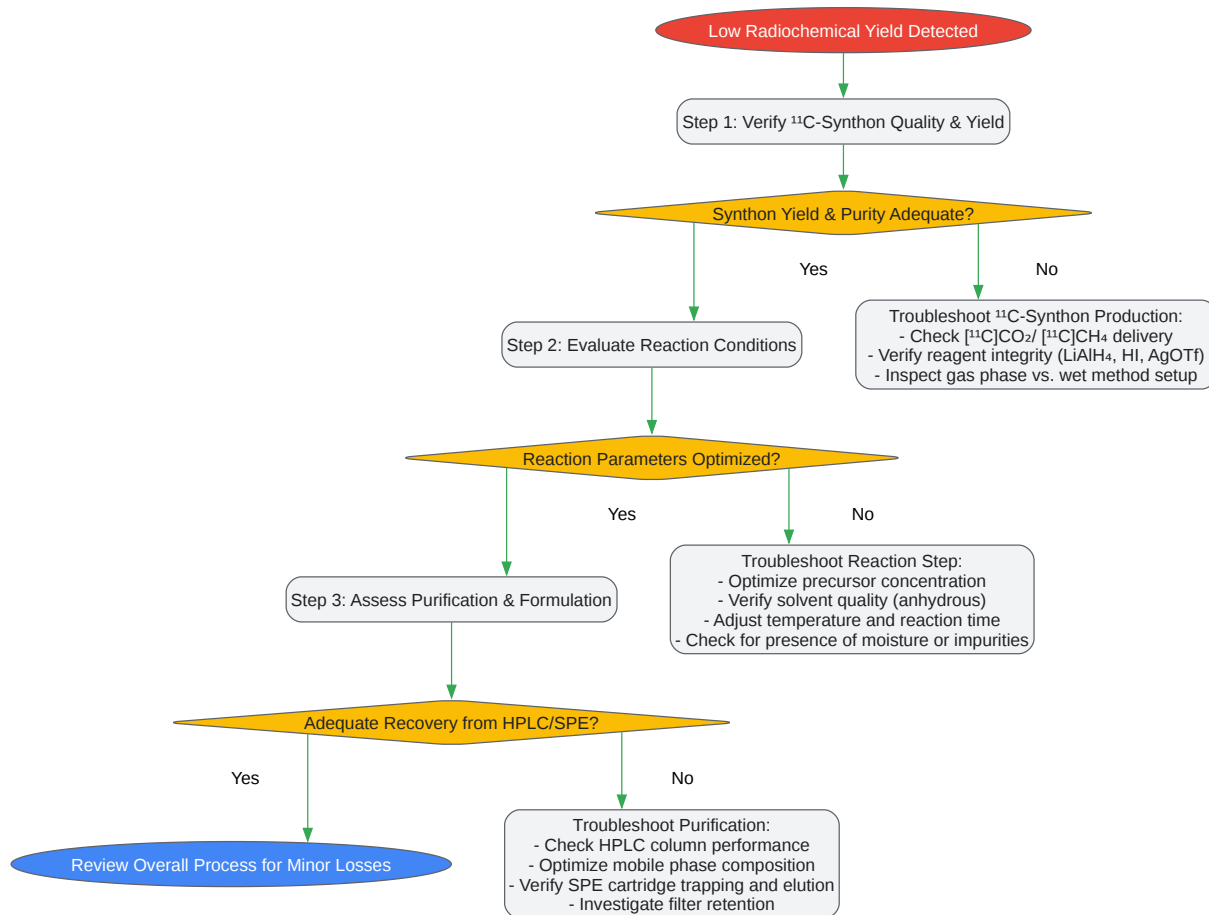 Low Radiochemical Yield Detected
Step 1: Verify ¹¹C-Synthon Quality & Yield
Synthon Yield & Purity Adequate?
Yes
No
Troubleshoot ¹¹C-Synthon Production:
- Check [¹¹C]CO₂/ [¹¹C]CH₄ delivery
- Verify reagent integrity (LiAlH₄, HI, AgOTf)
- Inspect gas phase vs. wet method setup
Step 2: Evaluate Reaction Conditions
Reaction Parameters Optimized?
Yes
No
Troubleshoot Reaction Step:
- Optimize precursor concentration
- Verify solvent quality (anhydrous)
- Adjust temperature and reaction time
- Check for presence of moisture or impurities
Step 3: Assess Purification & Formulation
Adequate Recovery from HPLC/SPE?
Yes
No
Troubleshoot Purification:
- Check HPLC column performance
- Optimize mobile phase composition
- Verify SPE cartridge trapping and elution
- Investigate filter retention
Review Overall Process for Minor Losses